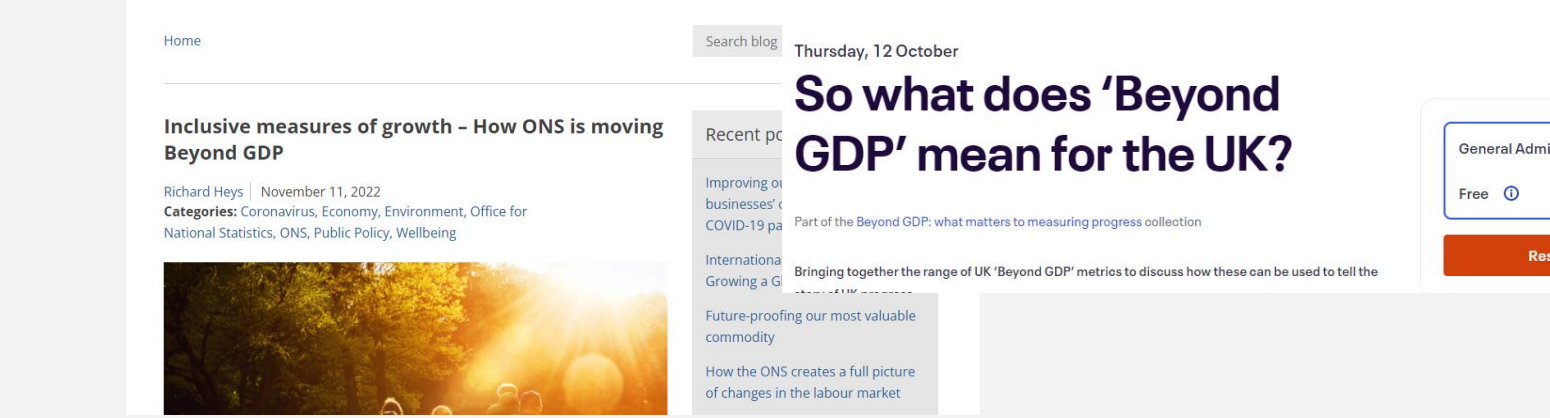 Home
Search blog
Inclusive measures of growth – How ONS is moving
Beyond GDP
Richard Heys November 11, 2022
Categories: Coronavirus, Economy, Environment, Office for
National Statistics, ONS, Public Policy, Wellbeing
Recent po
Improving ou
businesses'
COVID-19 pa
Internationa
Growing a G
Future-proofing our most valuable
commodity
How the ONS creates a full picture
of changes in the labour market
Thursday, 12 October
So what does ‘Beyond
GDP’ mean for the UK?
Part of the Beyond GDP: what matters to measuring progress collection
Bringing together the range of UK ‘Beyond GDP’ metrics to discuss how these can be used to tell the
story of UK progress
General Admi
Free
Res